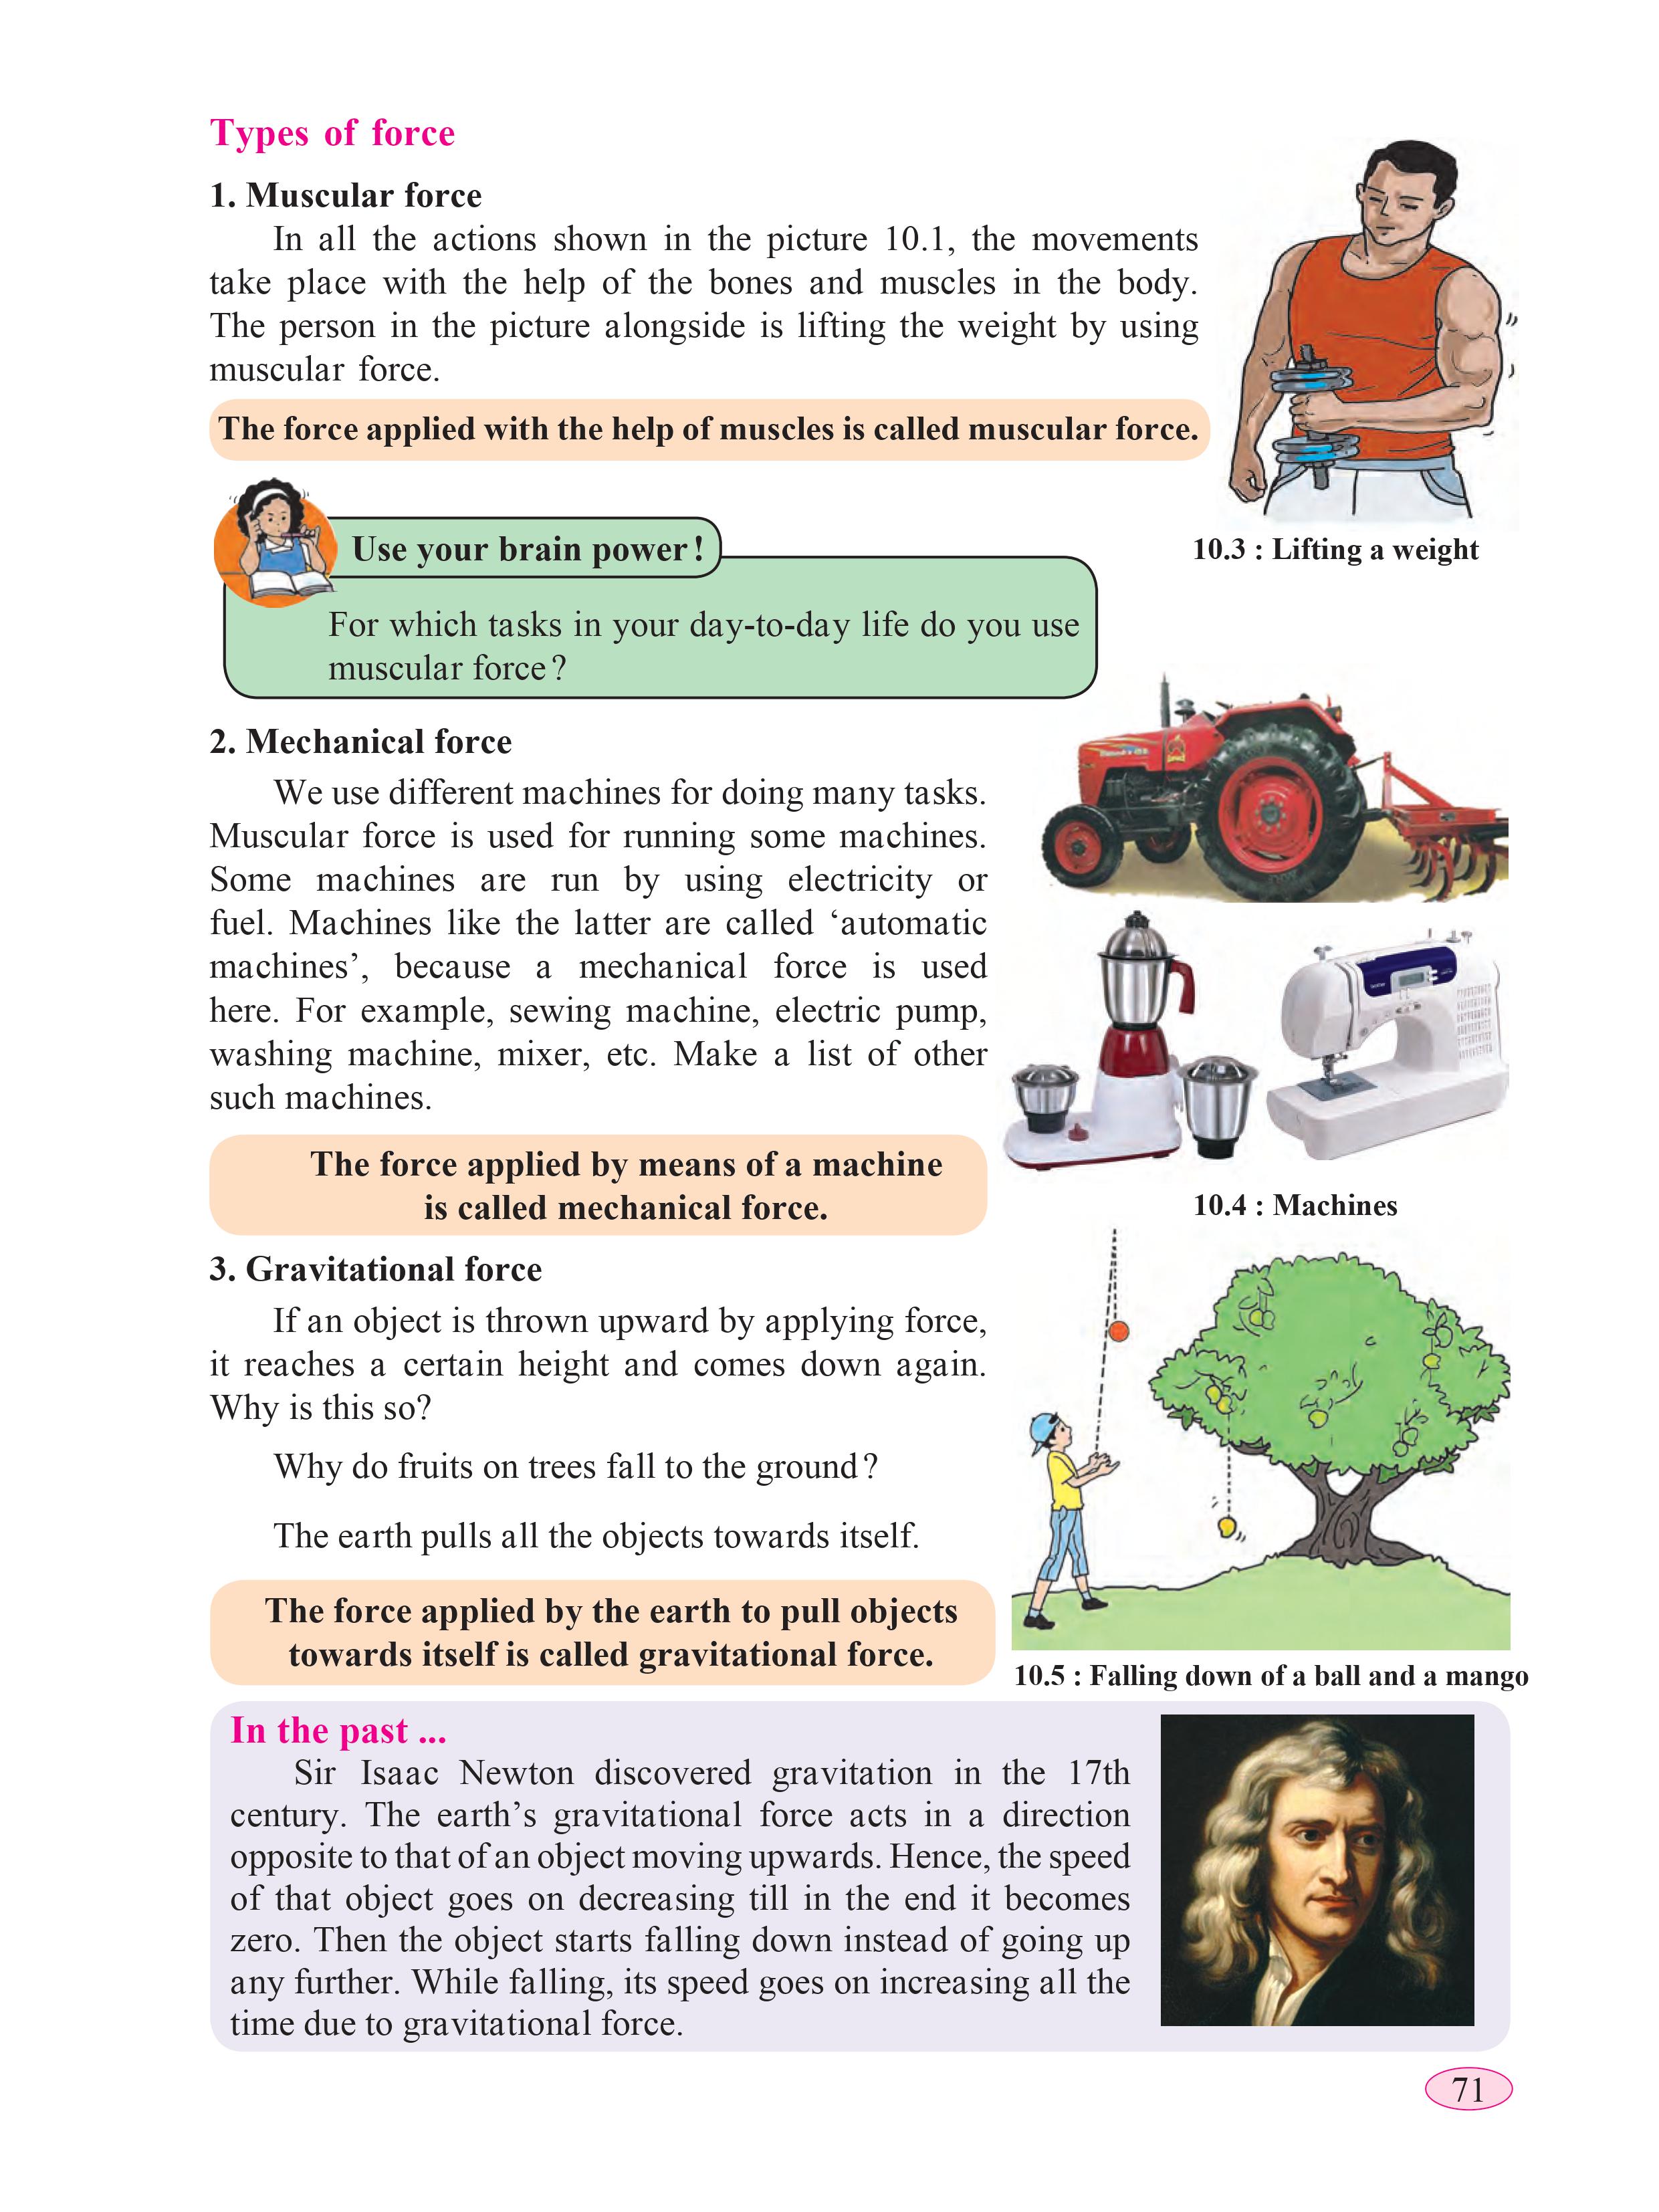 Types of force
1. Muscular force
In all the actions shown in the picture 10.1, the movements
take place with the help of the bones and muscles in the body.
The person in the picture alongside is lifting the weight by using
muscular force.
The force applied with the help of muscles is called muscular force.
10.3 : Lifting a weight
Use your brain power!
For which tasks in your day-to-day life do you use
muscular force?
2. Mechanical force
We use different machines for doing many tasks.
Muscular force is used for running some machines.
Some machines are run by using electricity or
fuel. Machines like the latter are called ‘automatic
machines’, because a mechanical force is used
here. For example, sewing machine, electric pump,
washing machine, mixer, etc. Make a list of other
such machines.
The force applied by means of a machine
is called mechanical force.
10.4 : Machines
3. Gravitational force
If an object is thrown upward by applying force,
it reaches a certain height and comes down again.
Why is this so?
Why do fruits on trees fall to the ground?
The earth pulls all the objects towards itself.
The force applied by the earth to pull objects
towards itself is called gravitational force.
10.5 : Falling down of a ball and a mango
In the past ...
Sir Isaac Newton discovered gravitation in the 17th
century. The earth’s gravitational force acts in a direction
opposite to that of an object moving upwards. Hence, the speed
of that object goes on decreasing till in the end it becomes
zero. Then the object starts falling down instead of going up
any further. While falling, its speed goes on increasing all the
time due to gravitational force.
71